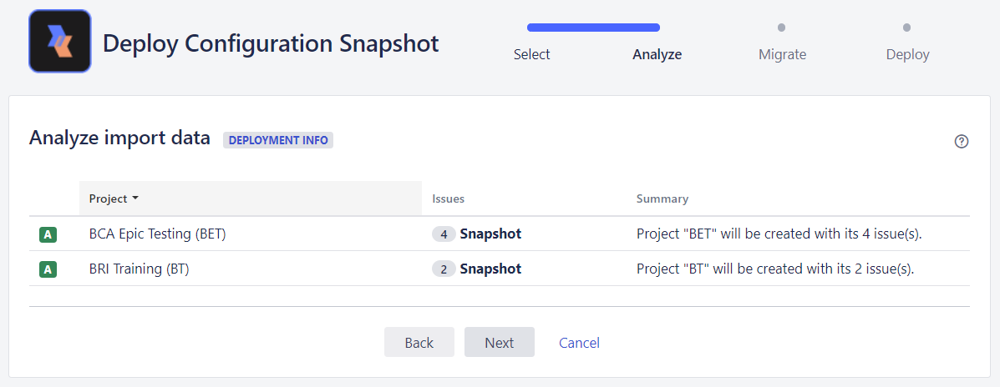 Deploy Configuration Snapshot
Select Analyze Migrate Deploy
Analyze import data DEPLOYMENT INFO
Project Issues Summary
A BCA Epic Testing (BET) 4 Snapshot Project "BET" will be created with its 4 issue(s).
A BRI Training (BT) 2 Snapshot Project "BT" will be created with its 2 issue(s).
Back Next Cancel